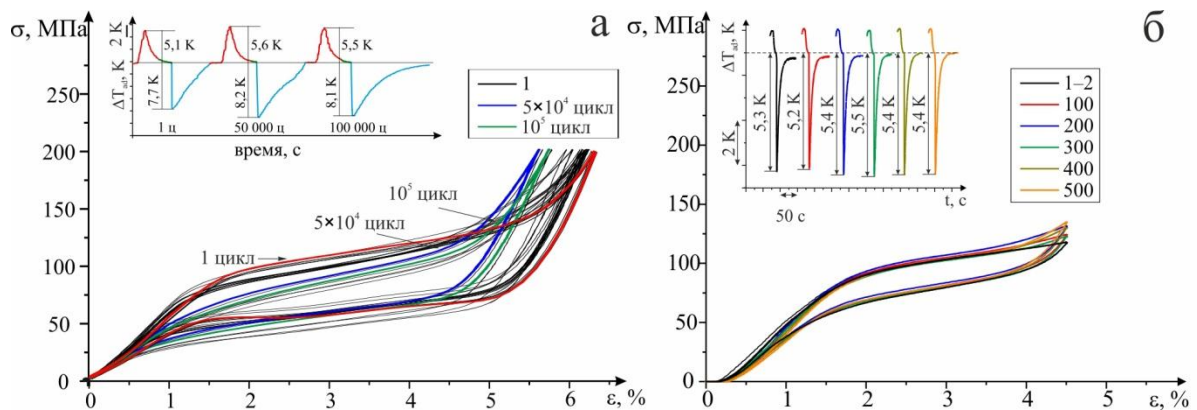 σ, МПа
250
200
150
100
50
0
0
1
2
3
4
5
6
ε, %
а
ΔTad, K
2 K
5,1 K
5,6 K
5,5 K
7,7 K
8,2 K
8,1 K
1 ц
50 000 ц
100 000 ц
время, с
1
5×10⁴ цикл
10⁵ цикл
10⁵ цикл
5×10⁴ цикл
1 цикл
σ, МПа
250
200
150
100
50
0
0
1
2
3
4
5
ε, %
б
ΔTad, K
2 K
5,3 K
5,2 K
5,4 K
5,5 K
5,4 K
5,4 K
t, с
50 с
1–2
100
200
300
400
500